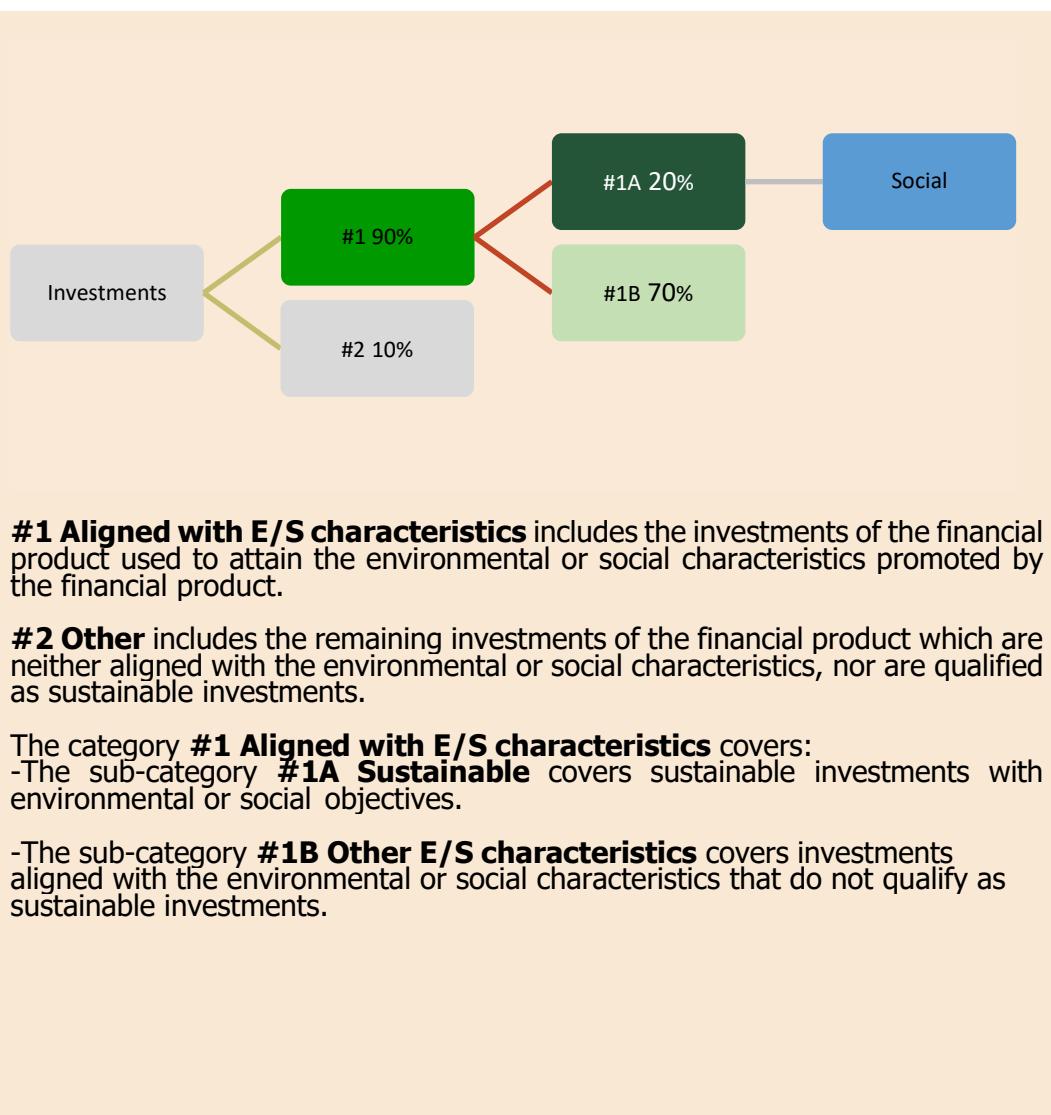 #1A 20%
Social
#1 90%
Investments
#1B 70%
#2 10%
#1 Aligned with E/S characteristics includes the investments of the financial
product used to attain the environmental or social characteristics promoted by
the financial product.
#2 Other includes the remaining investments of the financial product which are
neither aligned with the environmental or social characteristics, nor are qualified
as sustainable investments.
The category #1 Aligned with E/S characteristics covers:
-The sub-category #1A Sustainable covers sustainable investments with
environmental or social objectives.
-The sub-category #1B Other E/S characteristics covers investments
aligned with the environmental or social characteristics that do not qualify as
sustainable investments.